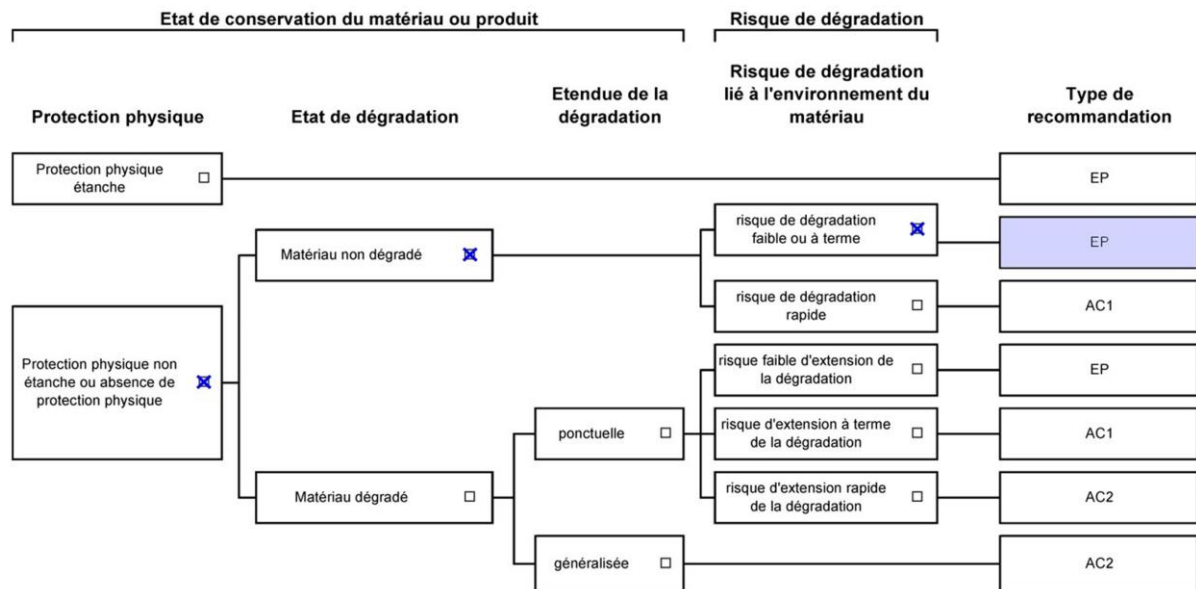 Etat de conservation du matériau ou produit
Risque de dégradation
Protection physique
Etat de dégradation
Etendue de la
dégradation
Risque de dégradation
lié à l'environnement du
matériau
Type de
recommandation
Protection physique
étanche
EP
Protection physique non
étanche ou absence de
protection physique
Matériau non dégradé
risque de dégradation
faible ou à terme
EP
risque de dégradation
rapide
AC1
Matériau dégradé
ponctuelle
risque faible d'extension de
la dégradation
EP
risque d'extension à terme
de la dégradation
AC1
risque d'extension rapide
de la dégradation
AC2
généralisée
AC2